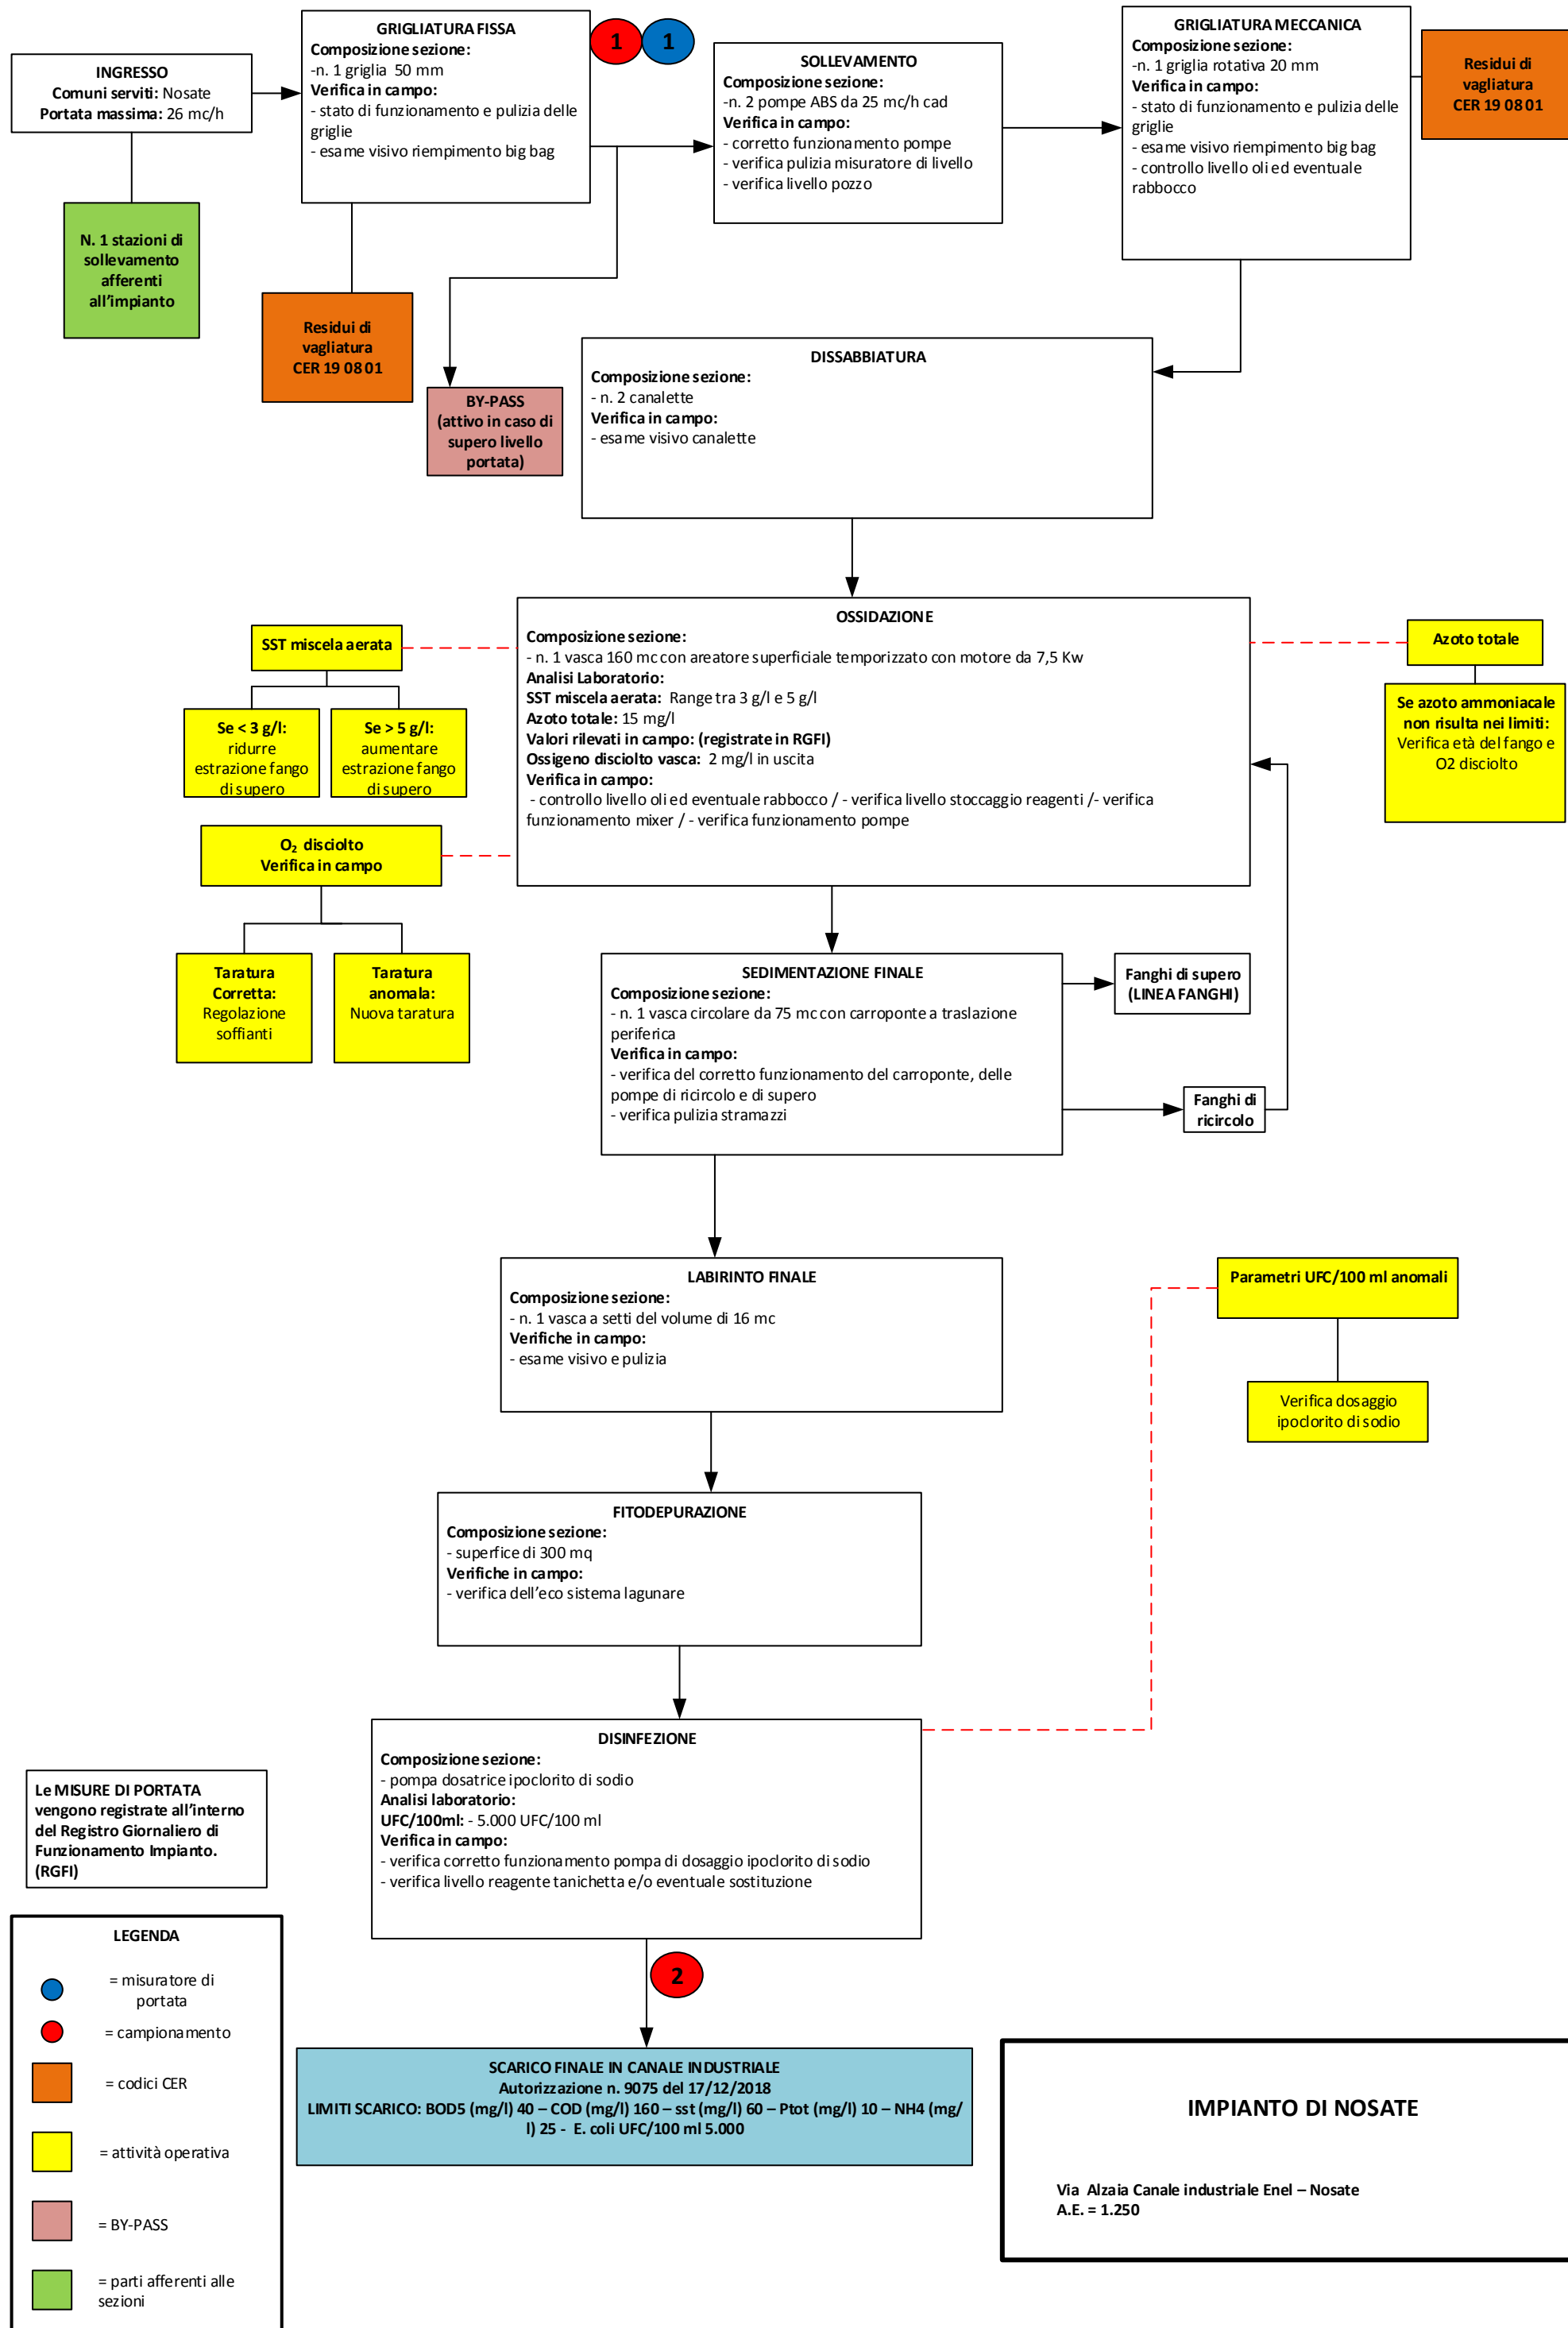 INGRESSO
Comuni serviti: Nosate
Portata massima: 26 mc/h
N. 1 stazioni di
sollevamento
afferenti
all'impianto
GRIGLIATURA FISSA
Composizione sezione:
-n. 1 griglia 50 mm
Verifica in campo:
- stato di funzionamento e pulizia delle
griglie
- esame visivo riempimento big bag
1
1
Residui di
vagliatura
CER 19 08 01
BY-PASS
(attivo in caso di
supero livello
portata)
SOLLEVAMENTO
Composizione sezione:
-n. 2 pompe ABS da 25 mc/h cad
Verifica in campo:
- corretto funzionamento pompe
- verifica pulizia misuratore di livello
- verifica livello pozzo
GRIGLIATURA MECCANICA
Composizione sezione:
-n. 1 griglia rotativa 20 mm
Verifica in campo:
- stato di funzionamento e pulizia delle
griglie
- esame visivo riempimento big bag
- controllo livello oli ed eventuale
rabbocco
Residui di
vagliatura
CER 19 08 01
DISSABBIATURA
Composizione sezione:
- n. 2 canalette
Verifica in campo:
- esame visivo canalette
OSSIDAZIONE
Composizione sezione:
- n. 1 vasca 160 mc con areatore superficiale temporizzato con motore da 7,5 Kw
Analisi Laboratorio:
SST miscela aerata: Range tra 3 g/l e 5 g/l
Azoto totale: 15 mg/l
Valori rilevati in campo: (registrate in RGFI)
Ossigeno disciolto vasca: 2 mg/l in uscita
Verifica in campo:
- controllo livello oli ed eventuale rabbocco / - verifica livello stoccaggio reagenti /- verifica
funzionamento mixer / - verifica funzionamento pompe
SST miscela aerata
Se < 3 g/l:
ridurre
estrazione fango
di supero
Se > 5 g/l:
aumentare
estrazione fango
di supero
Azoto totale
Se azoto ammoniacale
non risulta nei limiti:
Verifica età del fango e
O2 disciolto
O₂ disciolto
Verifica in campo
Taratura
Corretta:
Regolazione
soffianti
Taratura
anomala:
Nuova taratura
SEDIMENTAZIONE FINALE
Composizione sezione:
- n. 1 vasca circolare da 75 mc con carroponte a traslazione
periferica
Verifica in campo:
- verifica del corretto funzionamento del carroponte, delle
pompe di ricircolo e di supero
- verifica pulizia stramazzi
Fanghi di supero
(LINEA FANGHI)
Fanghi di
ricircolo
LABIRINTO FINALE
Composizione sezione:
- n. 1 vasca a setti del volume di 16 mc
Verifiche in campo:
- esame visivo e pulizia
Parametri UFC/100 ml anomali
Verifica dosaggio
ipoclorito di sodio
FITODEPURAZIONE
Composizione sezione:
- superfice di 300 mq
Verifiche in campo:
- verifica dell'eco sistema lagunare
DISINFEZIONE
Composizione sezione:
- pompa dosatrice ipoclorito di sodio
Analisi laboratorio:
UFC/100ml: - 5.000 UFC/100 ml
Verifica in campo:
- verifica corretto funzionamento pompa di dosaggio ipoclorito di sodio
- verifica livello reagente tanichetta e/o eventuale sostituzione
Le MISURE DI PORTATA
vengono registrate all'interno
del Registro Giornaliero di
Funzionamento Impianto.
(RGFI)
2
SCARICO FINALE IN CANALE INDUSTRIALE
Autorizzazione n. 9075 del 17/12/2018
LIMITI SCARICO: BOD5 (mg/l) 40 – COD (mg/l) 160 – sst (mg/l) 60 – Ptot (mg/l) 10 – NH4 (mg/
l) 25 - E. coli UFC/100 ml 5.000
LEGENDA
= misuratore di
portata
= campionamento
= codici CER
= attività operativa
= BY-PASS
= parti afferenti alle
sezioni
IMPIANTO DI NOSATE
Via Alzaia Canale industriale Enel – Nosate
A.E. = 1.250